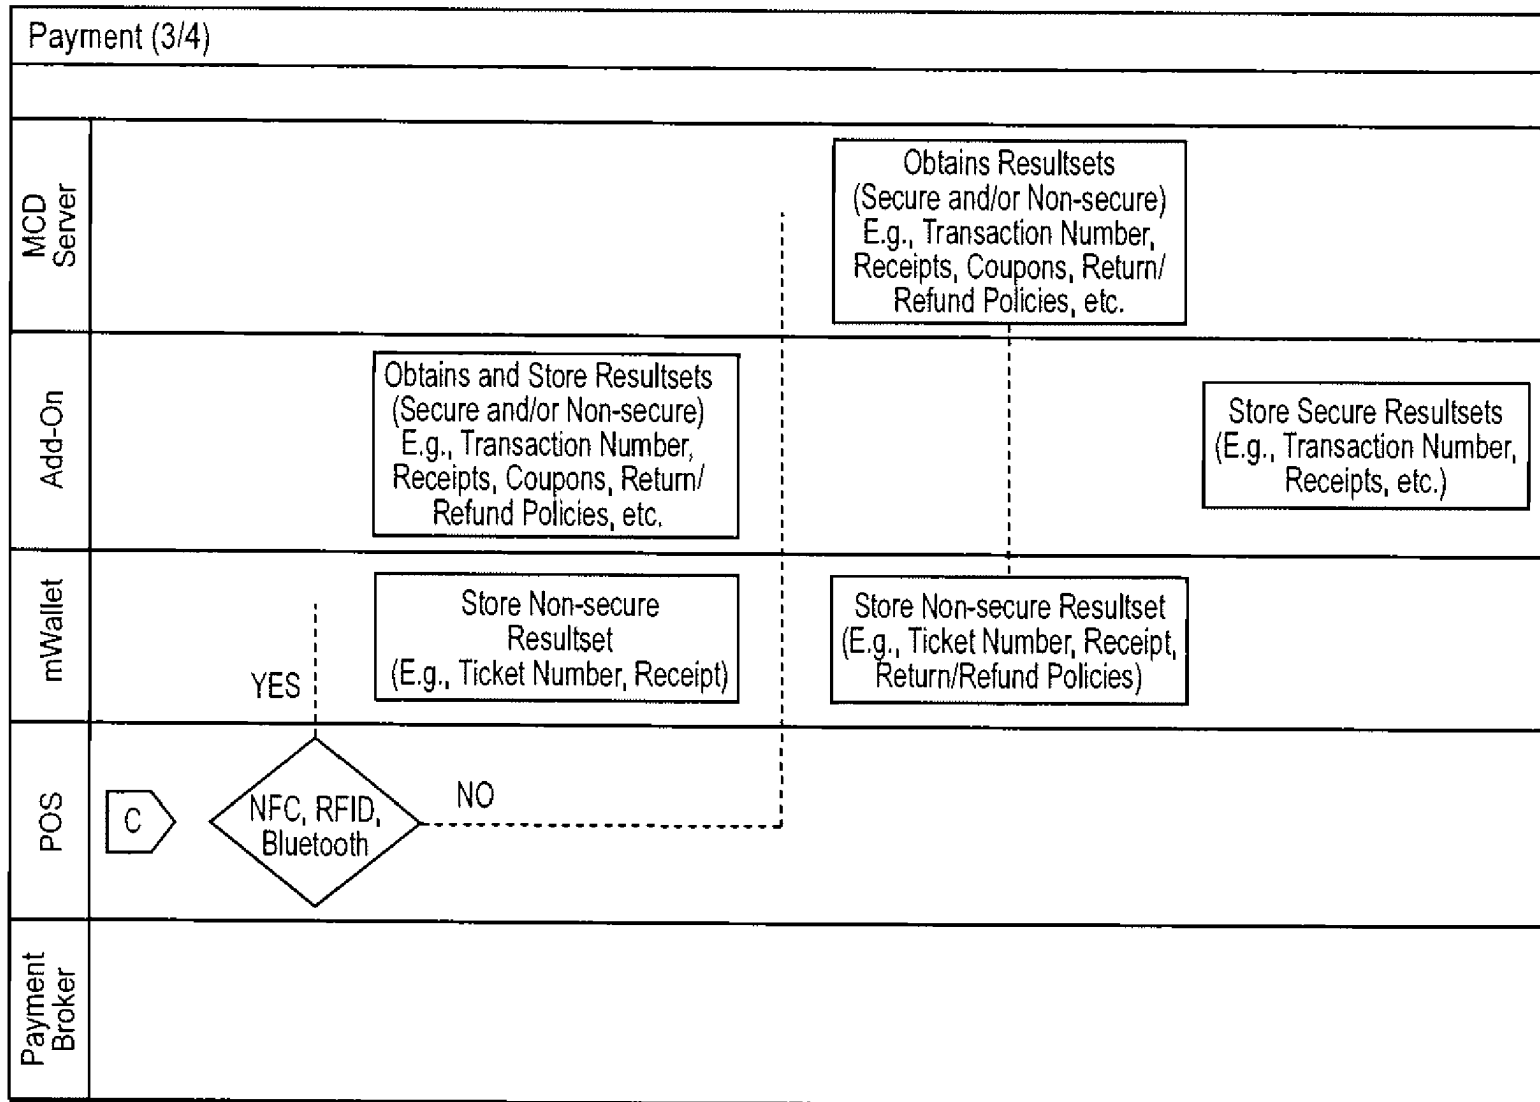 Payment (3/4)
MCD
Server
Obtains Resultsets
(Secure and/or Non-secure)
E.g., Transaction Number,
Receipts, Coupons, Return/
Refund Policies, etc.
Add-On
Obtains and Store Resultsets
(Secure and/or Non-secure)
E.g., Transaction Number,
Receipts, Coupons, Return/
Refund Policies, etc.
Store Secure Resultsets
(E.g., Transaction Number,
Receipts, etc.)
mWallet
YES
Store Non-secure
Resultset
(E.g., Ticket Number, Receipt)
Store Non-secure Resultset
(E.g., Ticket Number, Receipt,
Return/Refund Policies)
POS
C
NFC, RFID,
Bluetooth
NO
Payment
Broker